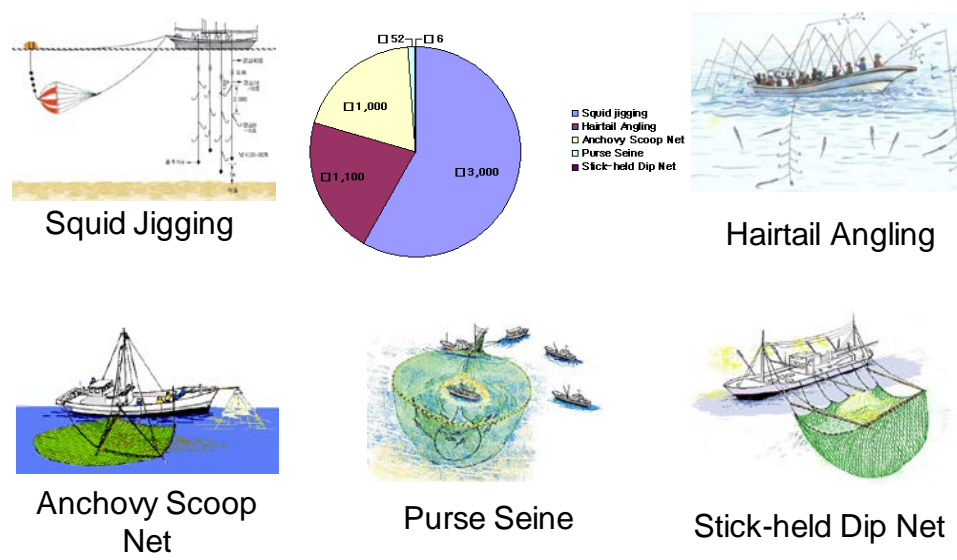 □ 52
□ 6
□ 1,000
□ 1,100
□ 3,000
Squid jigging
Hairtail Angling
Anchovy Scoop Net
Purse Seine
Stick-held Dip Net
Squid Jigging
Hairtail Angling
Anchovy Scoop
Net
Purse Seine
Stick-held Dip Net